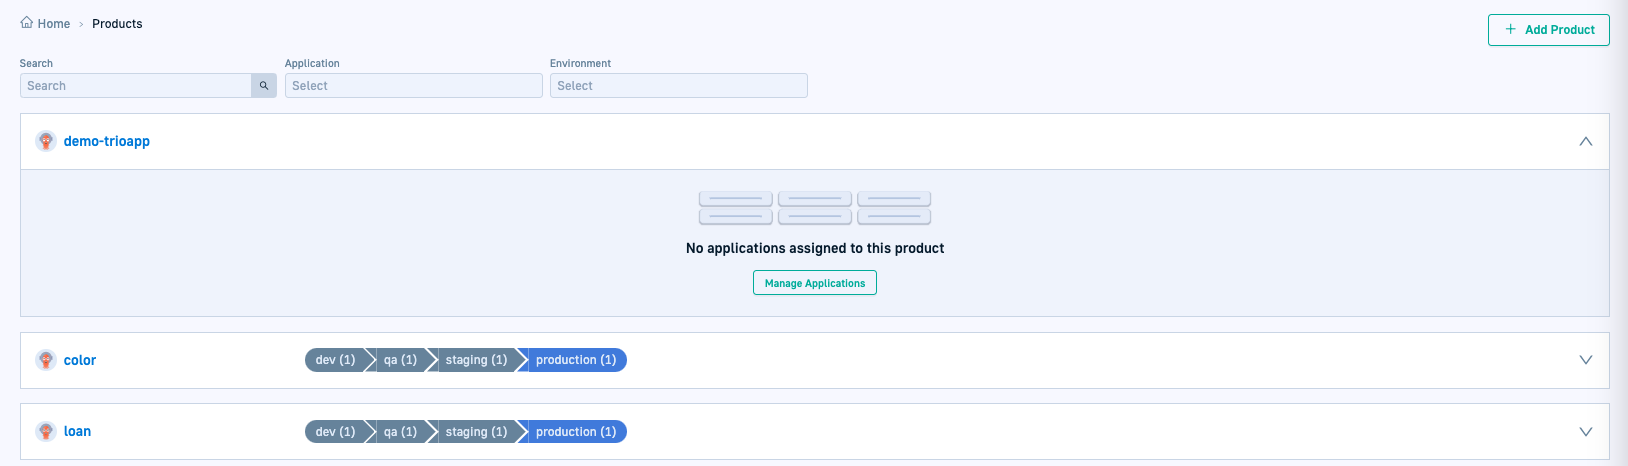 Home > Products
Add Product
Search
Application
Environment
Search
Select
Select
demo-trioapp
No applications assigned to this product
Manage Applications
color
dev (1)
qa (1)
staging (1)
production (1)
loan
dev (1)
qa (1)
staging (1)
production (1)